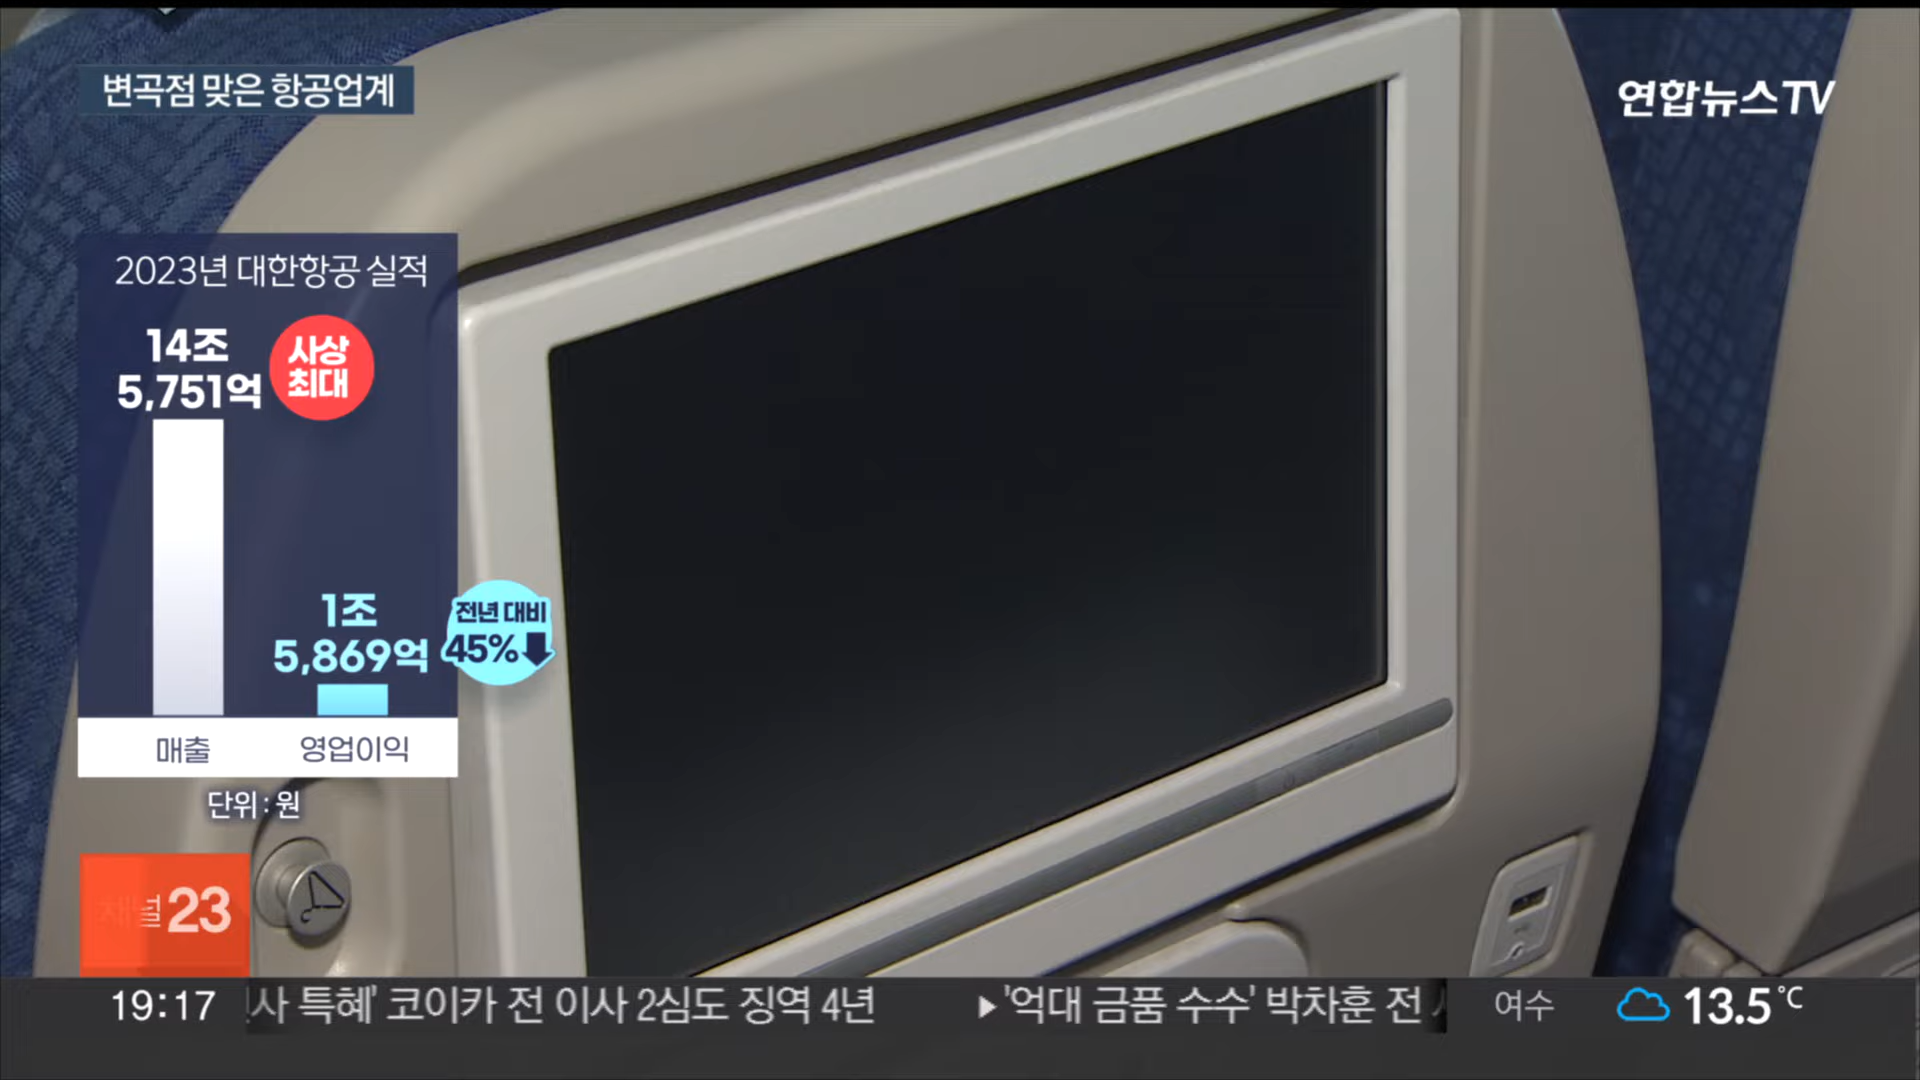 변곡점 맞은 항공업계
연합뉴스TV
2023년 대한항공 실적
14조
5,751억
사상
최대
1조
5,869억
전년 대비
45%
매출
영업이익
단위 : 원
채널 23
19:17
사 특혜' 코이카 전 이사 2심도 징역 4년
▶'억대 금품 수수' 박차훈 전
여수
13.5℃